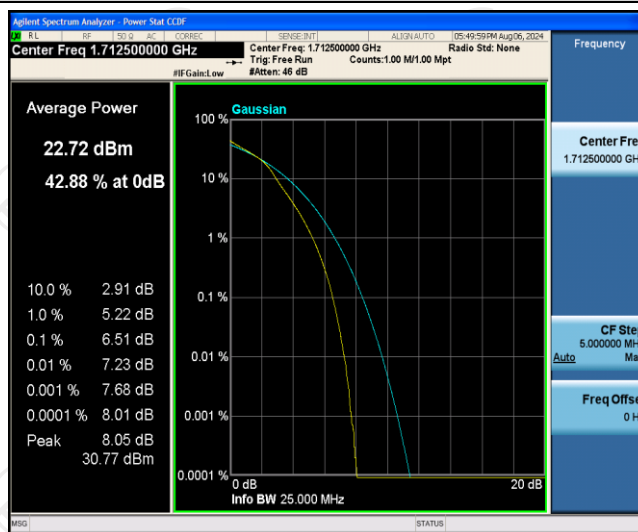 Agilent Spectrum Analyzer - Power Stat CCDF
RL RF 50 Ω AC CORREC SENSE:INT ALIGN AUTO 05:49:59 PM Aug 06, 2024
Center Freq 1.712500000 GHz
Center Freq: 1.712500000 GHz Radio Std: None
Trig: Free Run Counts:1.00 M/1.00 Mpt
#IFGain:Low #Atten: 46 dB
Frequency
Average Power
22.72 dBm
42.88 % at 0dB
10.0 % 2.91 dB
1.0 % 5.22 dB
0.1 % 6.51 dB
0.01 % 7.23 dB
0.001 % 7.68 dB
0.0001 % 8.01 dB
Peak 8.05 dB
30.77 dBm
Gaussian
100 %
10 %
1 %
0.1 %
0.01 %
0.001 %
0.0001 %
0 dB 20 dB
Info BW 25.000 MHz
Center Fre
1.712500000 GH
CF Ste
5.000000 MH
Auto Ma
Freq Offse
0 H
MSG STATUS